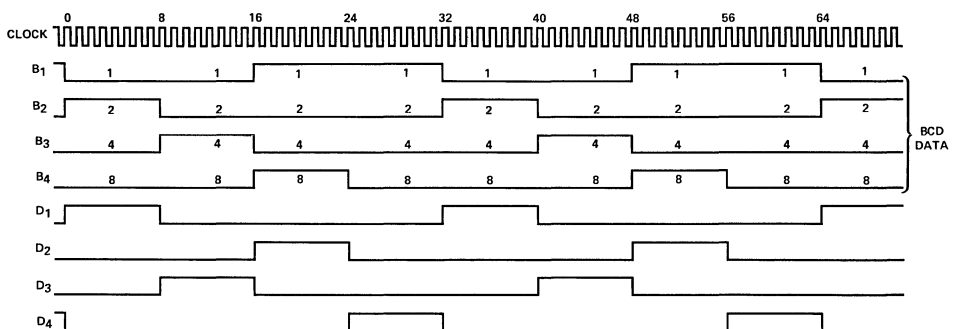 0 8 16 24 32 40 48 56 64
CLOCK
B1 1 1 1 1 1 1 1 1 1
B2 2 2 2 2 2 2 2 2 2
B3 4 4 4 4 4 4 4 4 4
B4 8 8 8 8 8 8 8 8 8
BCD
DATA
D1
D2
D3
D4